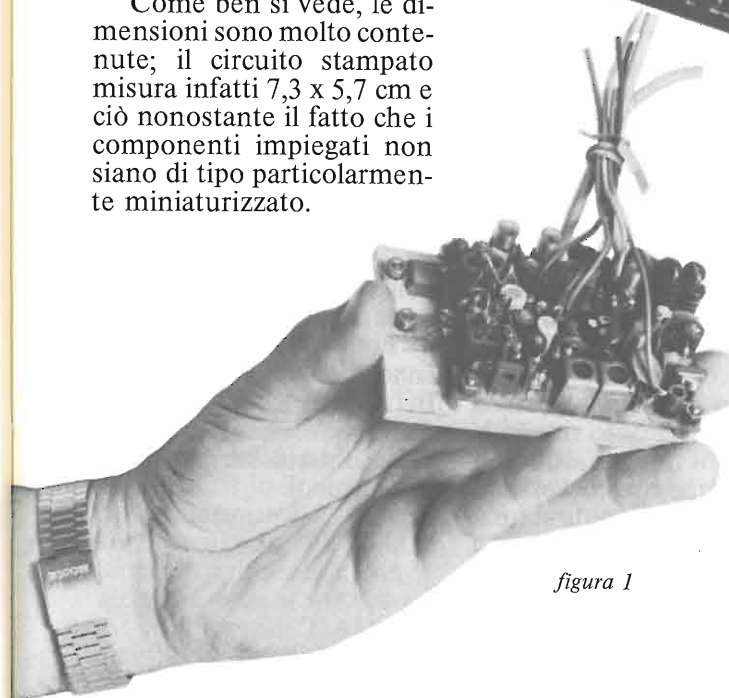 Come ben si vede, le di-
mensioni sono molto conte-
nute; il circuito stampato
misura infatti 7,3 x 5,7 cm e
ciò nonostante il fatto che i
componenti impiegati non
siano di tipo particolarmen-
te miniaturizzato.
figura 1